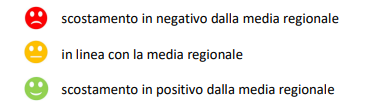 scostamento in negativo dalla media regionale
in linea con la media regionale
scostamento in positivo dalla media regionale